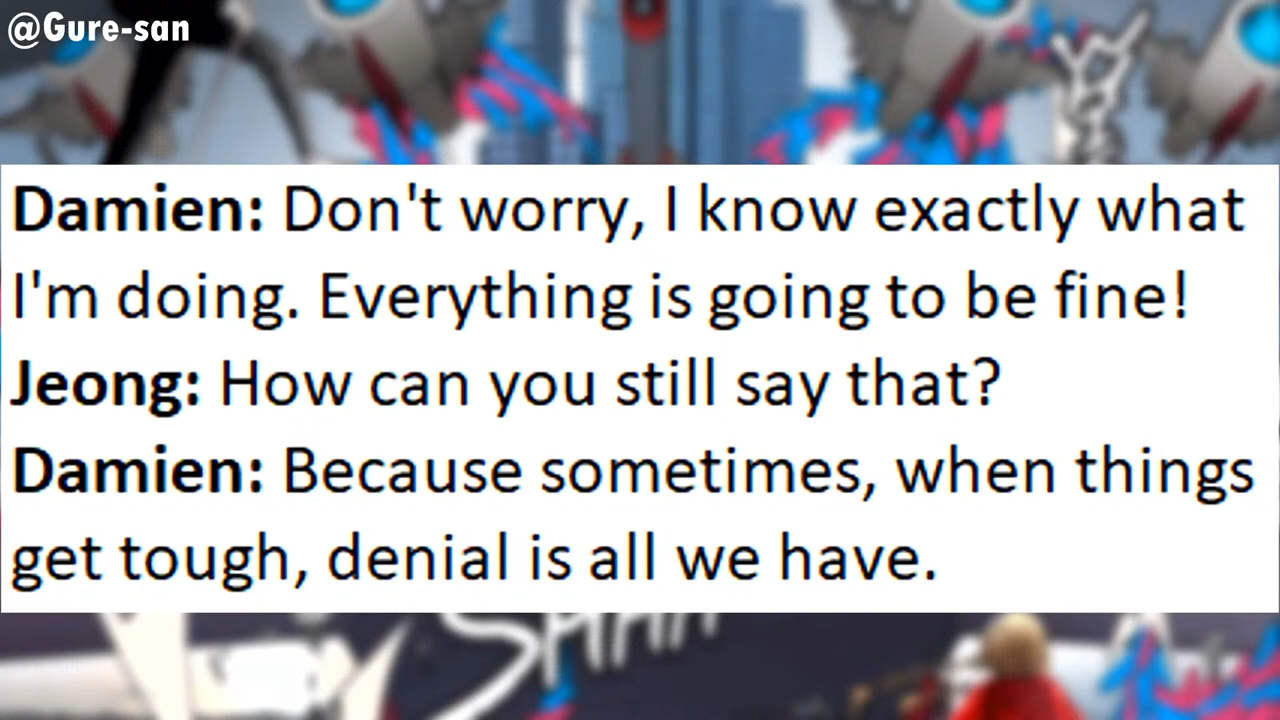 @Gure-san
Damien: Don't worry, I know exactly what
I'm doing. Everything is going to be fine!
Jeong: How can you still say that?
Damien: Because sometimes, when things
get tough, denial is all we have.